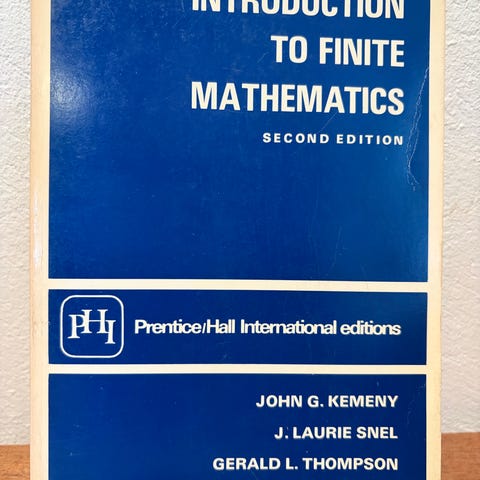 INTRODUCTION
TO FINITE
MATHEMATICS
SECOND EDITION
PHI
Prentice/Hall International editions
JOHN G. KEMENY
J. LAURIE SNEL
GERALD L. THOMPSON